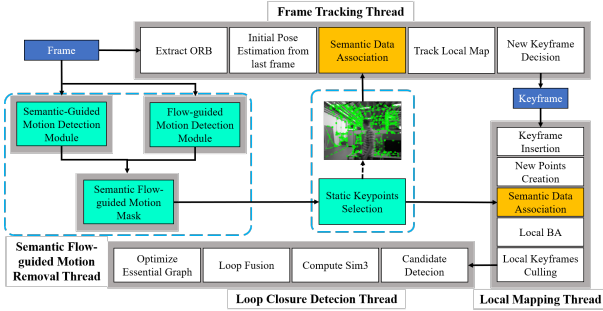 Frame Tracking Thread
Frame
Extract ORB
Initial Pose
Estimation from
last frame
Semantic Data
Association
Track Local Map
New Keyframe
Decision
Keyframe
Semantic-Guided
Motion Detection
Module
Flow-guided
Motion Detection
Module
Semantic Flow-
guided Motion
Mask
Static Keypoints
Selection
Keyframe
Insertion
New Points
Creation
Semantic Data
Association
Local BA
Local Keyframes
Culling
Semantic Flow-
guided Motion
Removal Thread
Optimize
Essential Graph
Loop Fusion
Compute Sim3
Candidate
Detecion
Loop Closure Detecion Thread
Local Mapping Thread